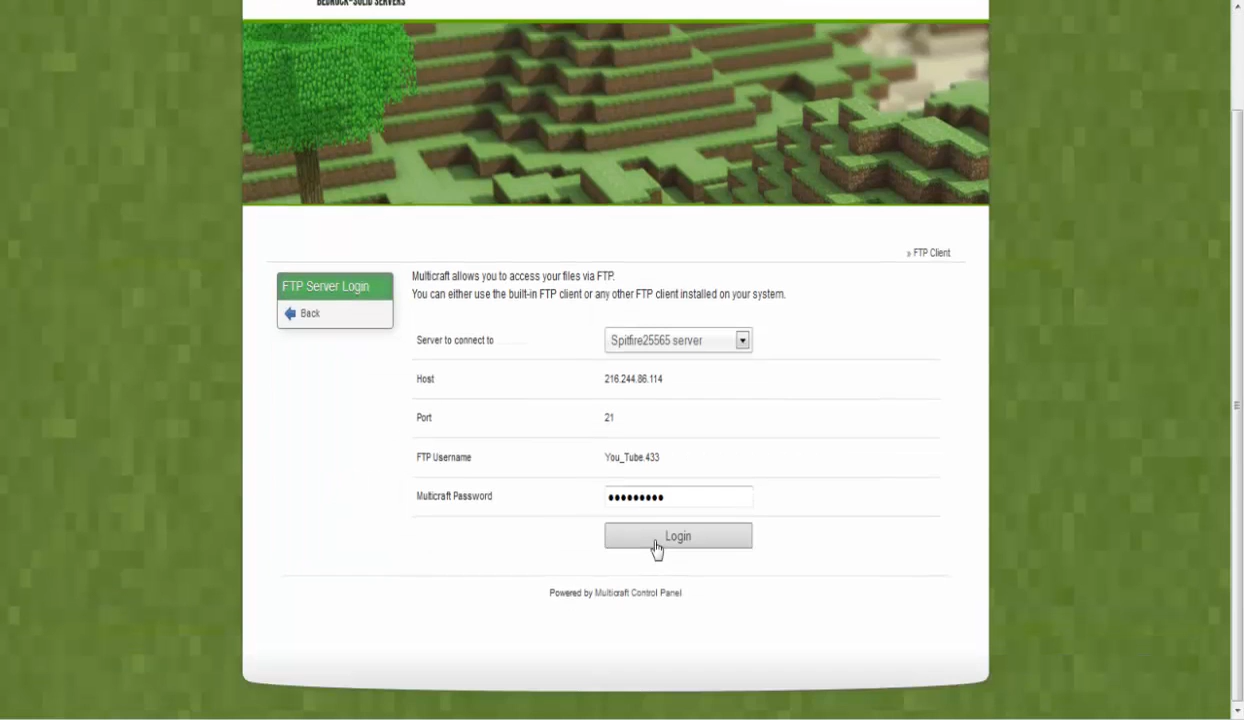 BEDROCK-SOLID SERVERS
» FTP Client
FTP Server Login
Back
Multicraft allows you to access your files via FTP.
You can either use the built-in FTP client or any other FTP client installed on your system.
Server to connect to
Spitfire25565 server
Host
216.244.86.114
Port
21
FTP Username
You_Tube.433
Multicraft Password
•••••••••
Login
Powered by Multicraft Control Panel